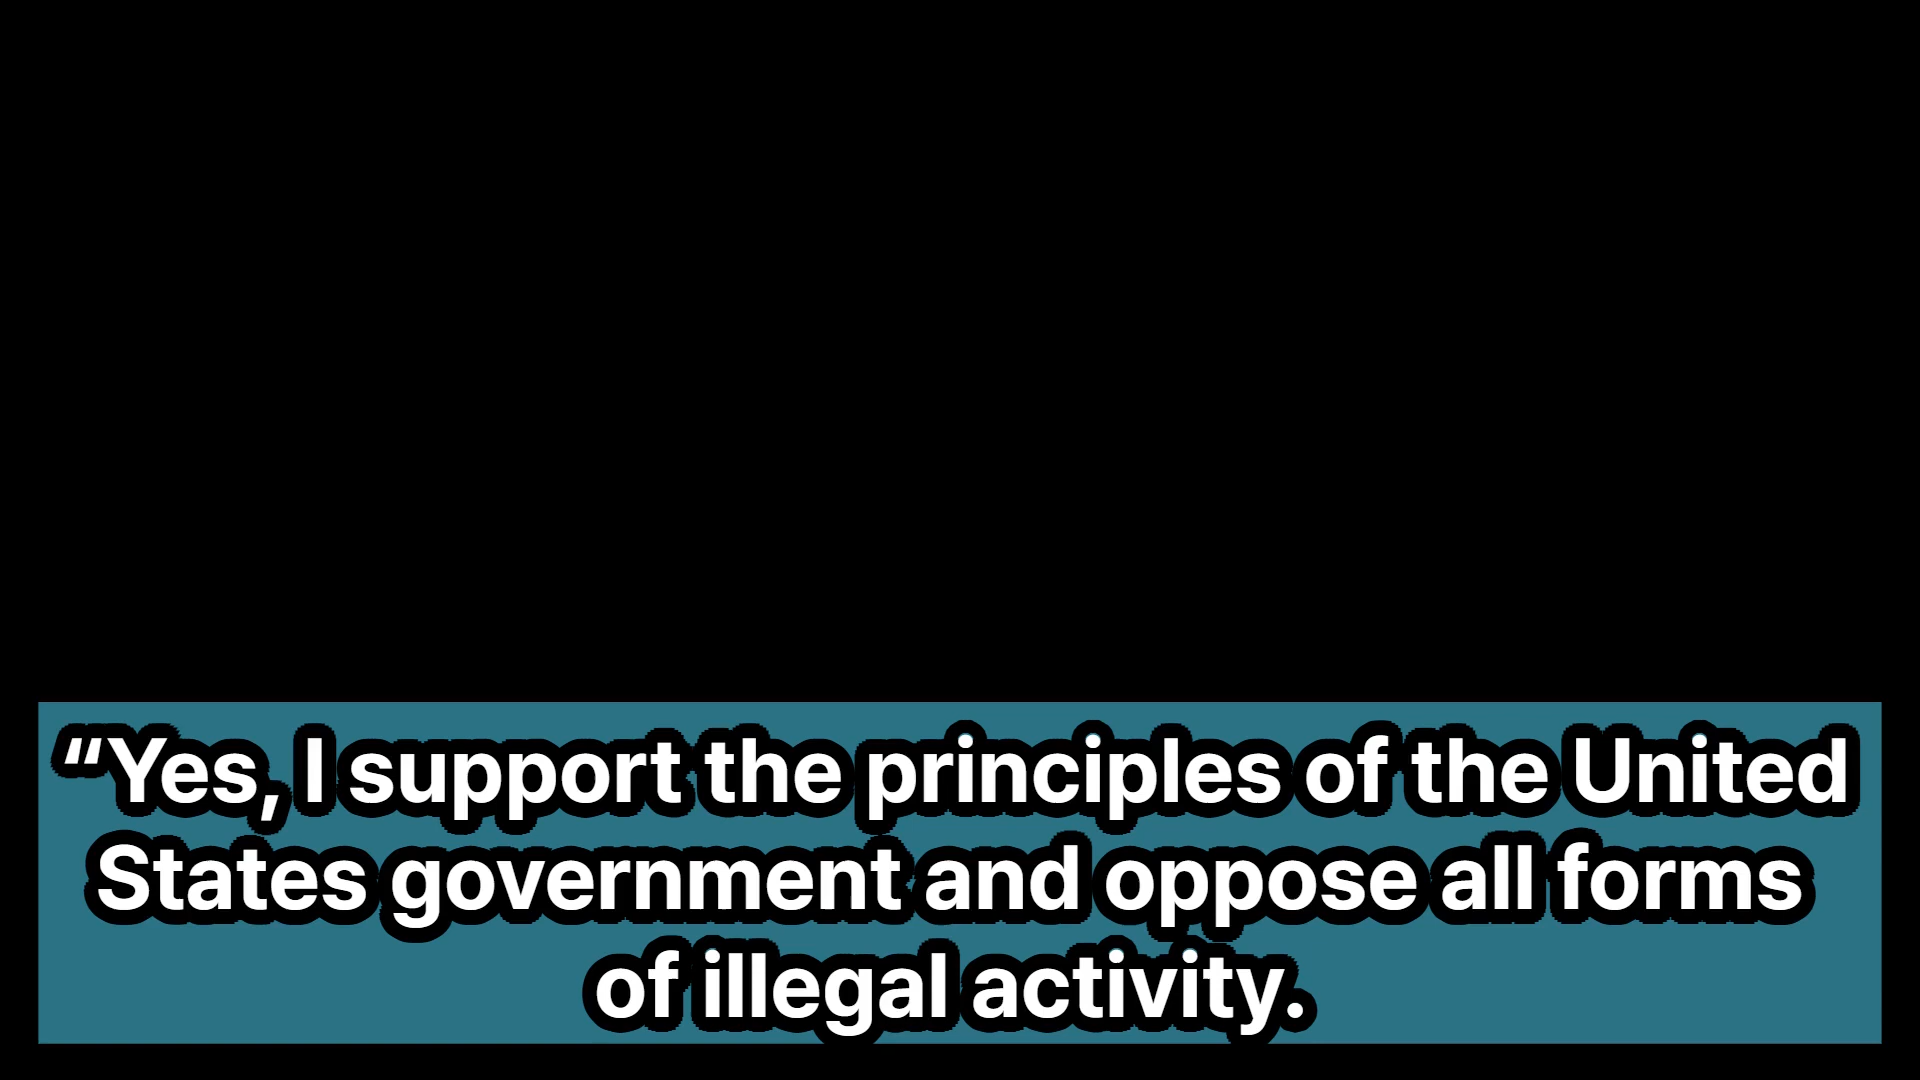 “Yes, I support the principles of the United
States government and oppose all forms
of illegal activity.